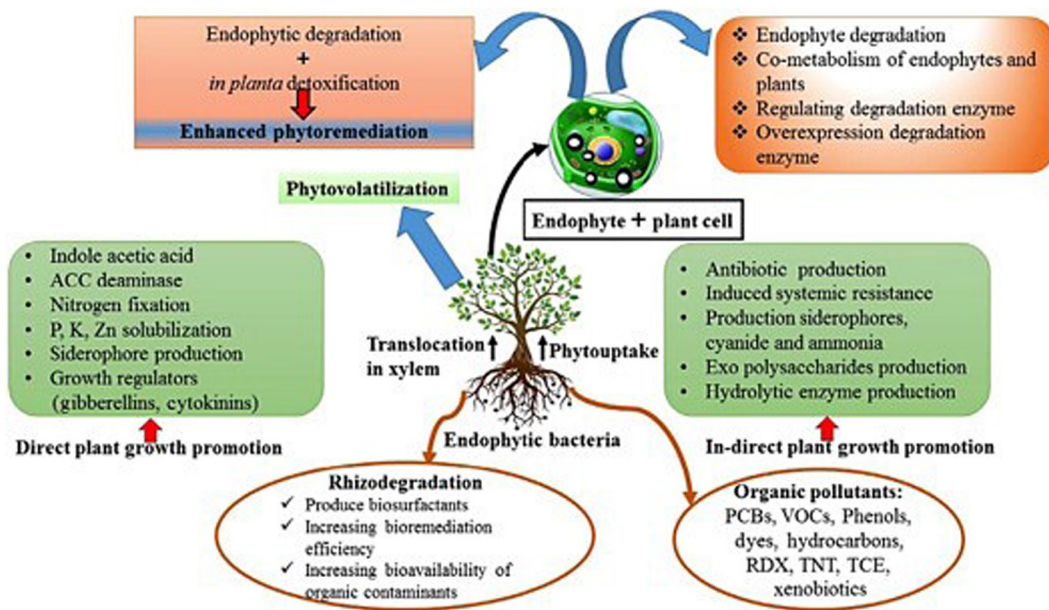 Endophytic degradation
+
in planta detoxification
Enhanced phytoremediation
❖ Endophyte degradation
❖ Co-metabolism of endophytes and
plants
❖ Regulating degradation enzyme
❖ Overexpression degradation
enzyme
Phytovolatilization
Endophyte + plant cell
• Indole acetic acid
• ACC deaminase
• Nitrogen fixation
• P, K, Zn solubilization
• Siderophore production
• Growth regulators
(gibberellins, cytokinins)
Direct plant growth promotion
Translocation
in xylem
Phytouptake
Endophytic bacteria
• Antibiotic production
• Induced systemic resistance
• Production siderophores,
cyanide and ammonia
• Exo polysaccharides production
• Hydrolytic enzyme production
In-direct plant growth promotion
Rhizodegradation
✓ Produce biosurfactants
✓ Increasing bioremediation
efficiency
✓ Increasing bioavailability of
organic contaminants
Organic pollutants:
PCBs, VOCs, Phenols,
dyes, hydrocarbons,
RDX, TNT, TCE,
xenobiotics